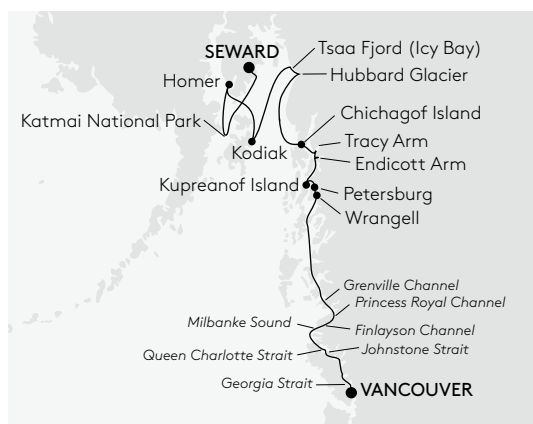 SEWARD
Tsaa Fjord (Icy Bay)
Homer
Hubbard Glacier
Katmai National Park
Chichagof Island
Kodiak
Tracy Arm
Endicott Arm
Kupreanof Island
Petersburg
Wrangell
Grenville Channel
Princess Royal Channel
Milbanke Sound
Finlayson Channel
Queen Charlotte Strait
Johnstone Strait
Georgia Strait
VANCOUVER